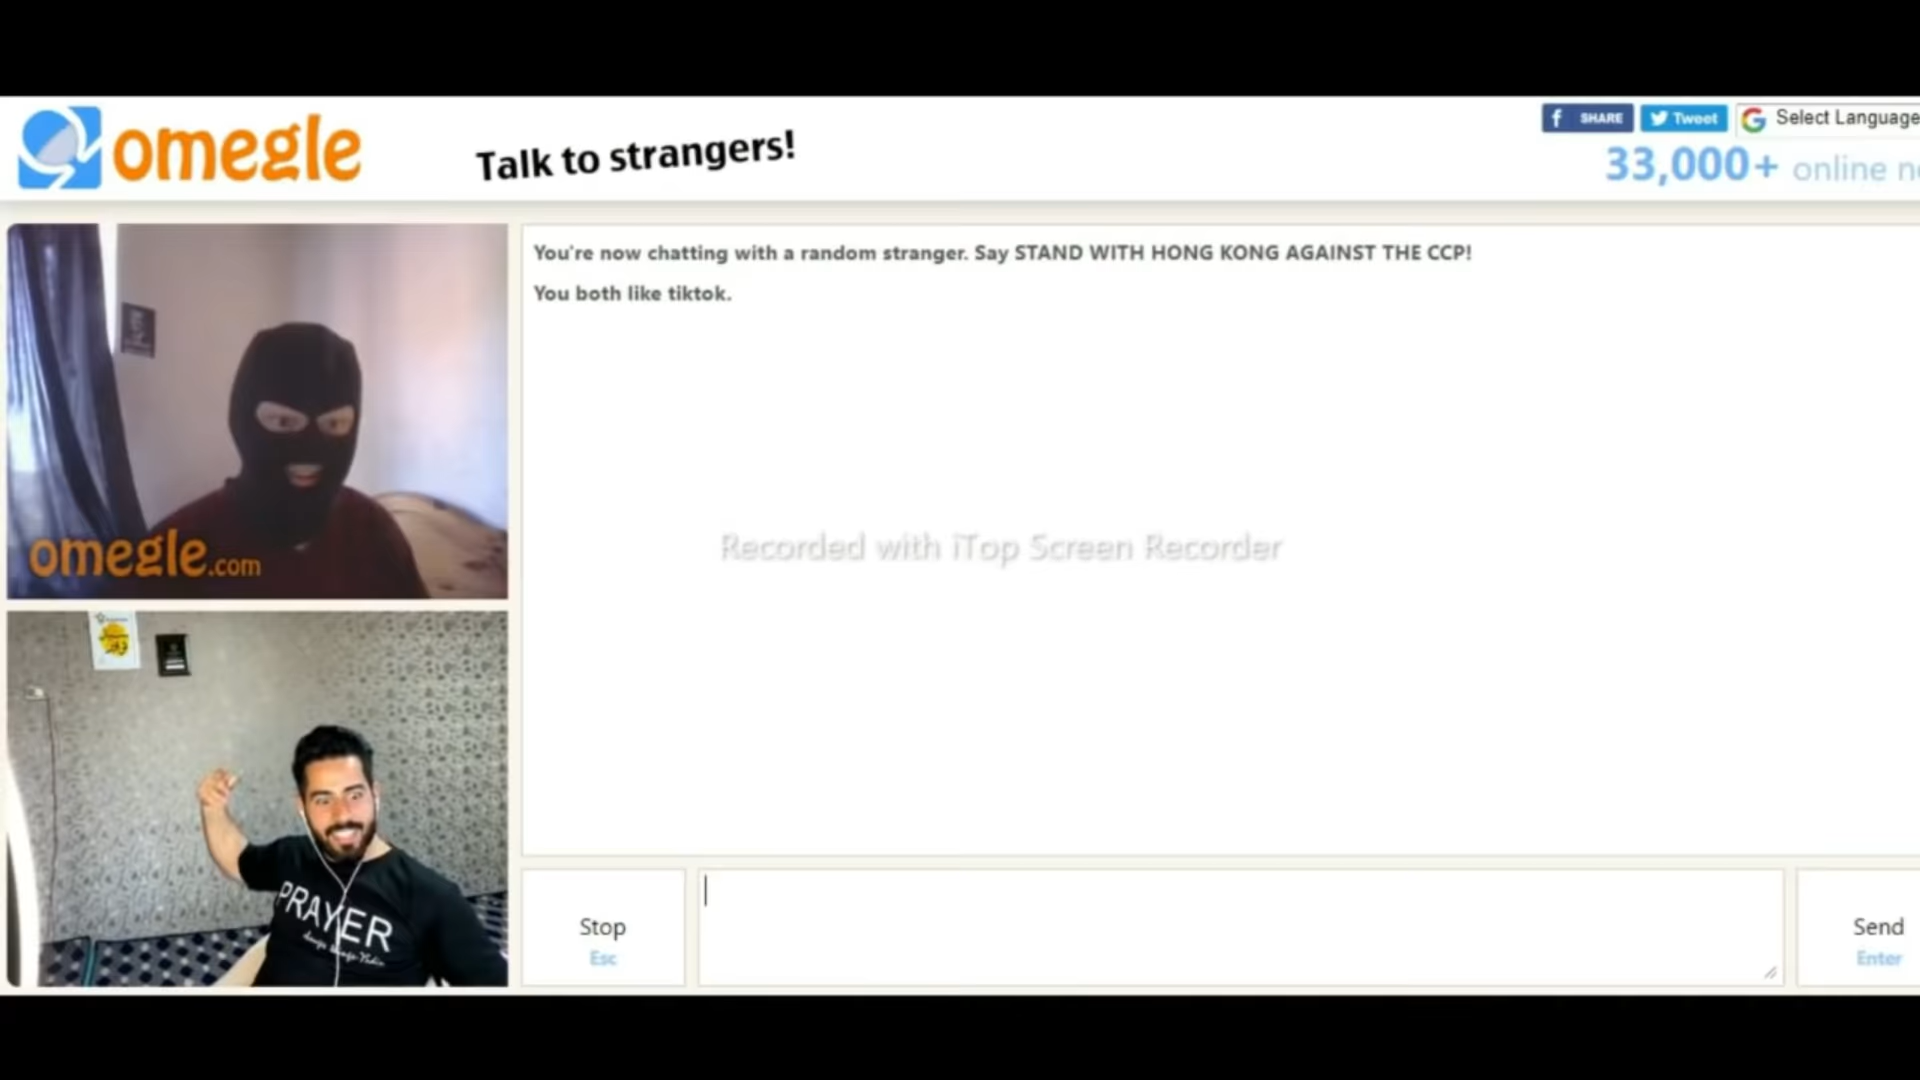 omegle
Talk to strangers!
SHARE
Tweet
Select Language
33,000+ online
You're now chatting with a random stranger. Say STAND WITH HONG KONG AGAINST THE CCP!
You both like tiktok.
Recorded with iTop Screen Recorder
omegle.com
PRAYER
Stop
Esc
Send
Enter